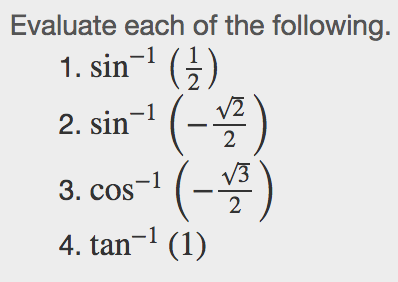 Evaluate each of the following.
1. sin⁻¹ (1/2)
2. sin⁻¹ (−√2/2)
3. cos⁻¹ (−√3/2)
4. tan⁻¹ (1)